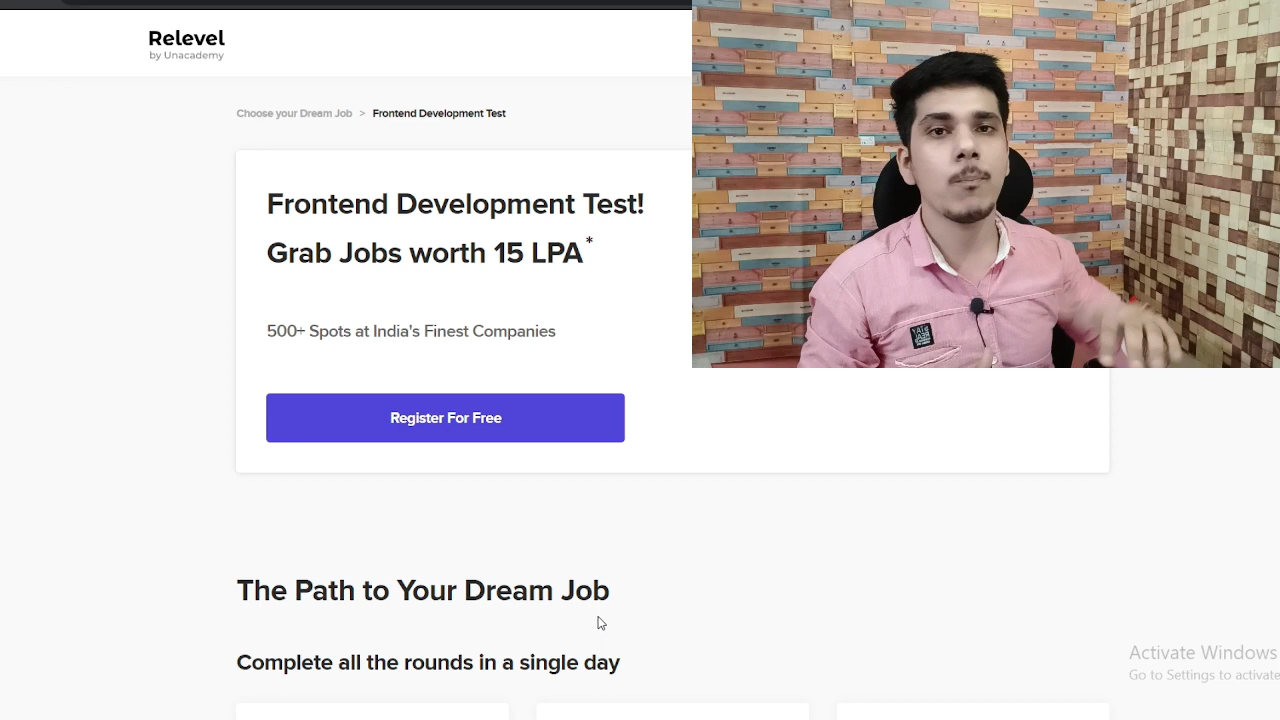 Relevel
by Unacademy
Choose your Dream Job > Frontend Development Test
Frontend Development Test!
Grab Jobs worth 15 LPA*
500+ Spots at India's Finest Companies
Register For Free
The Path to Your Dream Job
Complete all the rounds in a single day
Activate Windows
Go to Settings to activate